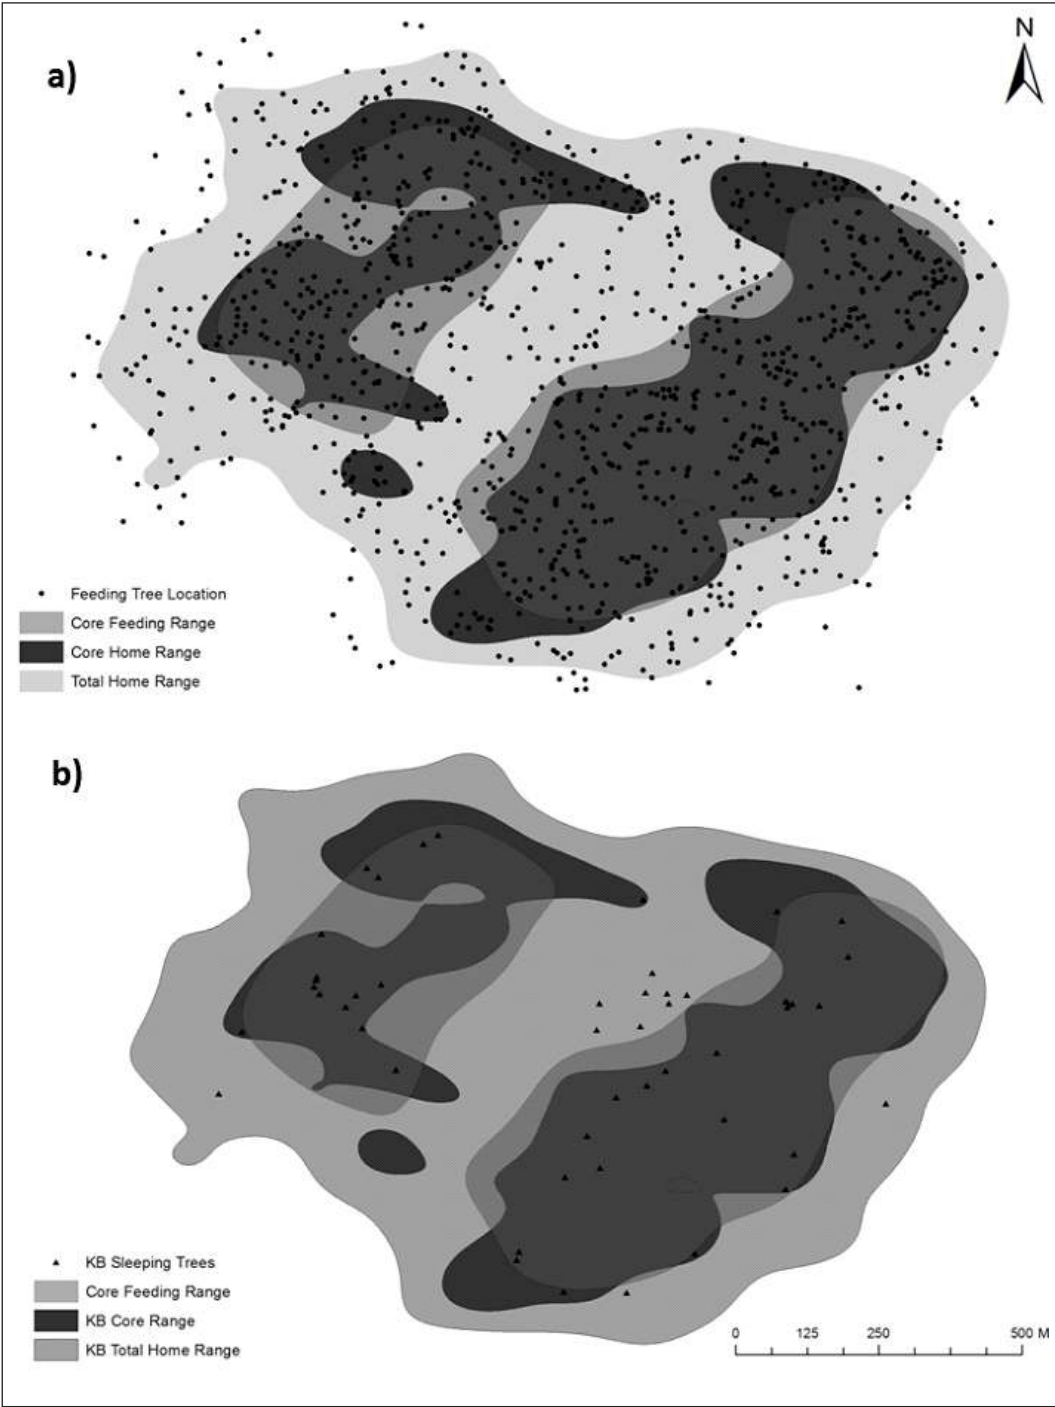 a)
N
Feeding Tree Location
Core Feeding Range
Core Home Range
Total Home Range
b)
KB Sleeping Trees
Core Feeding Range
KB Core Range
KB Total Home Range
0 125 250 500 M